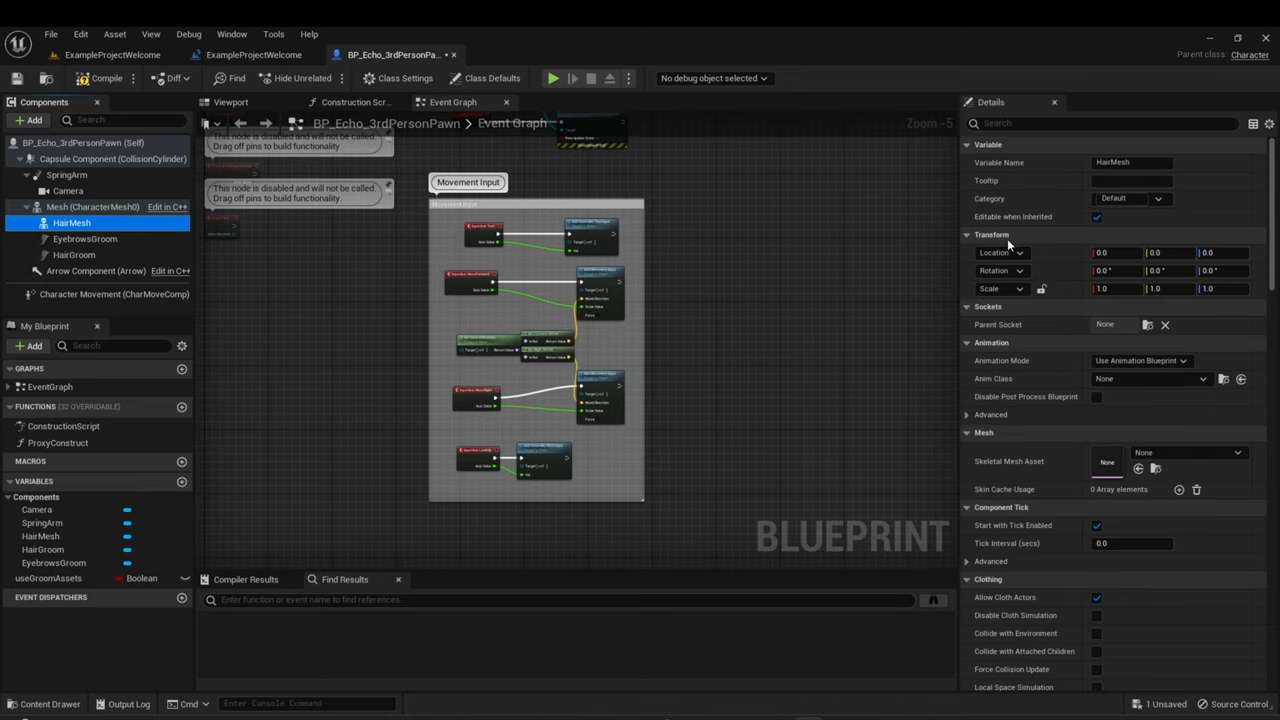 File Edit Asset View Debug Window Tools Help
ExampleProjectWelcome
ExampleProjectWelcome
BP_Echo_3rdPersonPaw...
Parent class: Character
Compile
Diff
Find
Hide Unrelated
Class Settings
Class Defaults
No debug object selected
Components
Viewport
Construction Scr...
Event Graph
Details
Add
Search
BP_Echo_3rdPersonPawn > Event Graph
Zoom -5
Search
Capsule Component (CollisionCylinder)
SpringArm
Camera
Mesh (CharacterMesh0) Edit in C++
HairMesh
EyebrowsGroom
HairGroom
Arrow Component (Arrow) Edit in C++
Character Movement (CharMoveComp)
This node is disabled and will not be called.
Drag off pins to build functionality.
This node is disabled and will not be called.
Drag off pins to build functionality.
Movement Input
Movement Input
BLUEPRINT
My Blueprint
Add
Search
GRAPHS
EventGraph
FUNCTIONS (32 OVERRIDABLE)
ConstructionScript
ProxyConstruct
MACROS
VARIABLES
Components
Camera
SpringArm
HairMesh
HairGroom
EyebrowsGroom
useGroomAssets Boolean
EVENT DISPATCHERS
Compiler Results
Find Results
Enter function or event name to find references...
Variable
Variable Name HairMesh
Tooltip
Category Default
Editable when Inherited
Transform
Location 0.0 0.0 0.0
Rotation 0.0° 0.0° 0.0°
Scale 1.0 1.0 1.0
Sockets
Parent Socket None
Animation
Animation Mode Use Animation Blueprint
Anim Class None
Disable Post Process Blueprint
Advanced
Mesh
Skeletal Mesh Asset None None
Skin Cache Usage 0 Array elements
Component Tick
Start with Tick Enabled
Tick Interval (secs) 0.0
Advanced
Clothing
Allow Cloth Actors
Disable Cloth Simulation
Collide with Environment
Collide with Attached Children
Force Collision Update
Local Space Simulation
Content Drawer
Output Log
Cmd
Enter Console Command
1 Unsaved
Source Control